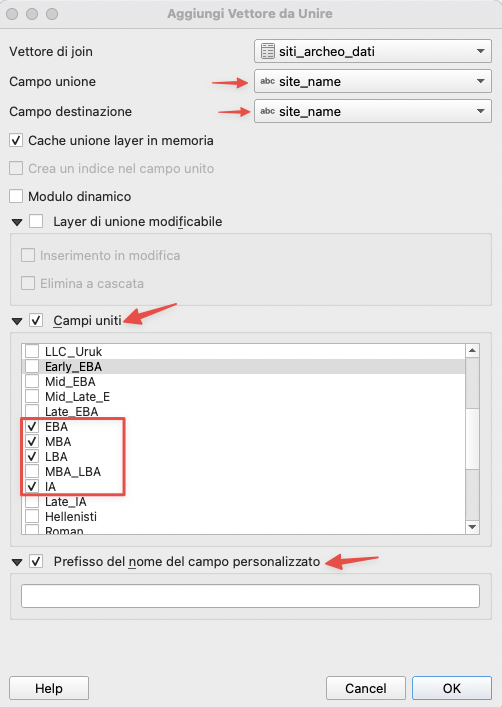 Aggiungi Vettore da Unire
Vettore di join siti_archeo_dati
Campo unione abc site_name
Campo destinazione abc site_name
Cache unione layer in memoria
Crea un indice nel campo unito
Modulo dinamico
Layer di unione modificabile
Inserimento in modifica
Elimina a cascata
Campi uniti
LLC_Uruk
Early_EBA
Mid_EBA
Mid_Late_E
Late_EBA
EBA
MBA
LBA
MBA_LBA
IA
Late_IA
Hellenisti
Roman
Prefisso del nome del campo personalizzato
Help Cancel OK